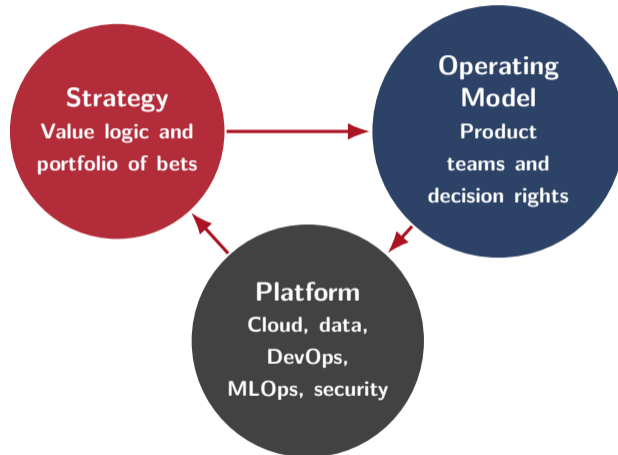 Strategy
Value logic and
portfolio of bets
Operating
Model
Product
teams and
decision rights
Platform
Cloud, data,
DevOps,
MLOps, security